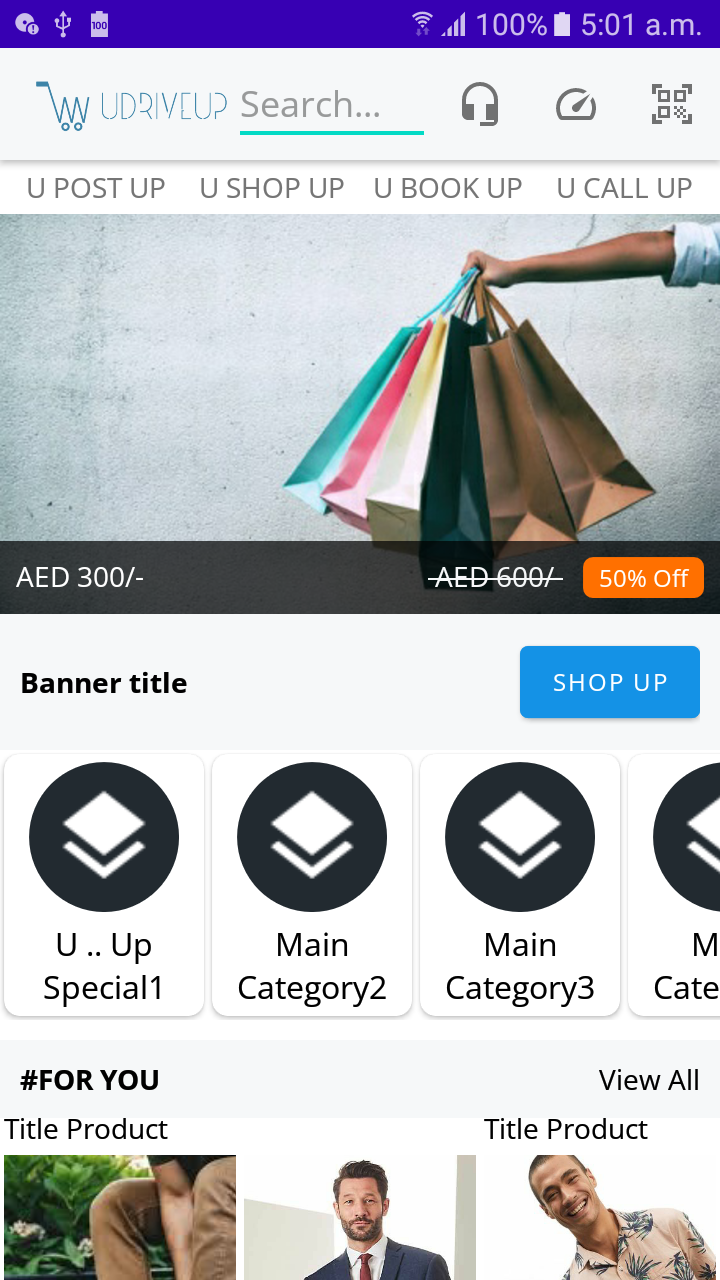 100
100% 5:01 a.m.
UDRIVEUP Search...
U POST UP U SHOP UP U BOOK UP U CALL UP
AED 300/- AED 600/- 50% Off
Banner title SHOP UP
U .. Up
Special1
Main
Category2
Main
Category3
M
Cate
#FOR YOU View All
Title Product Title Product